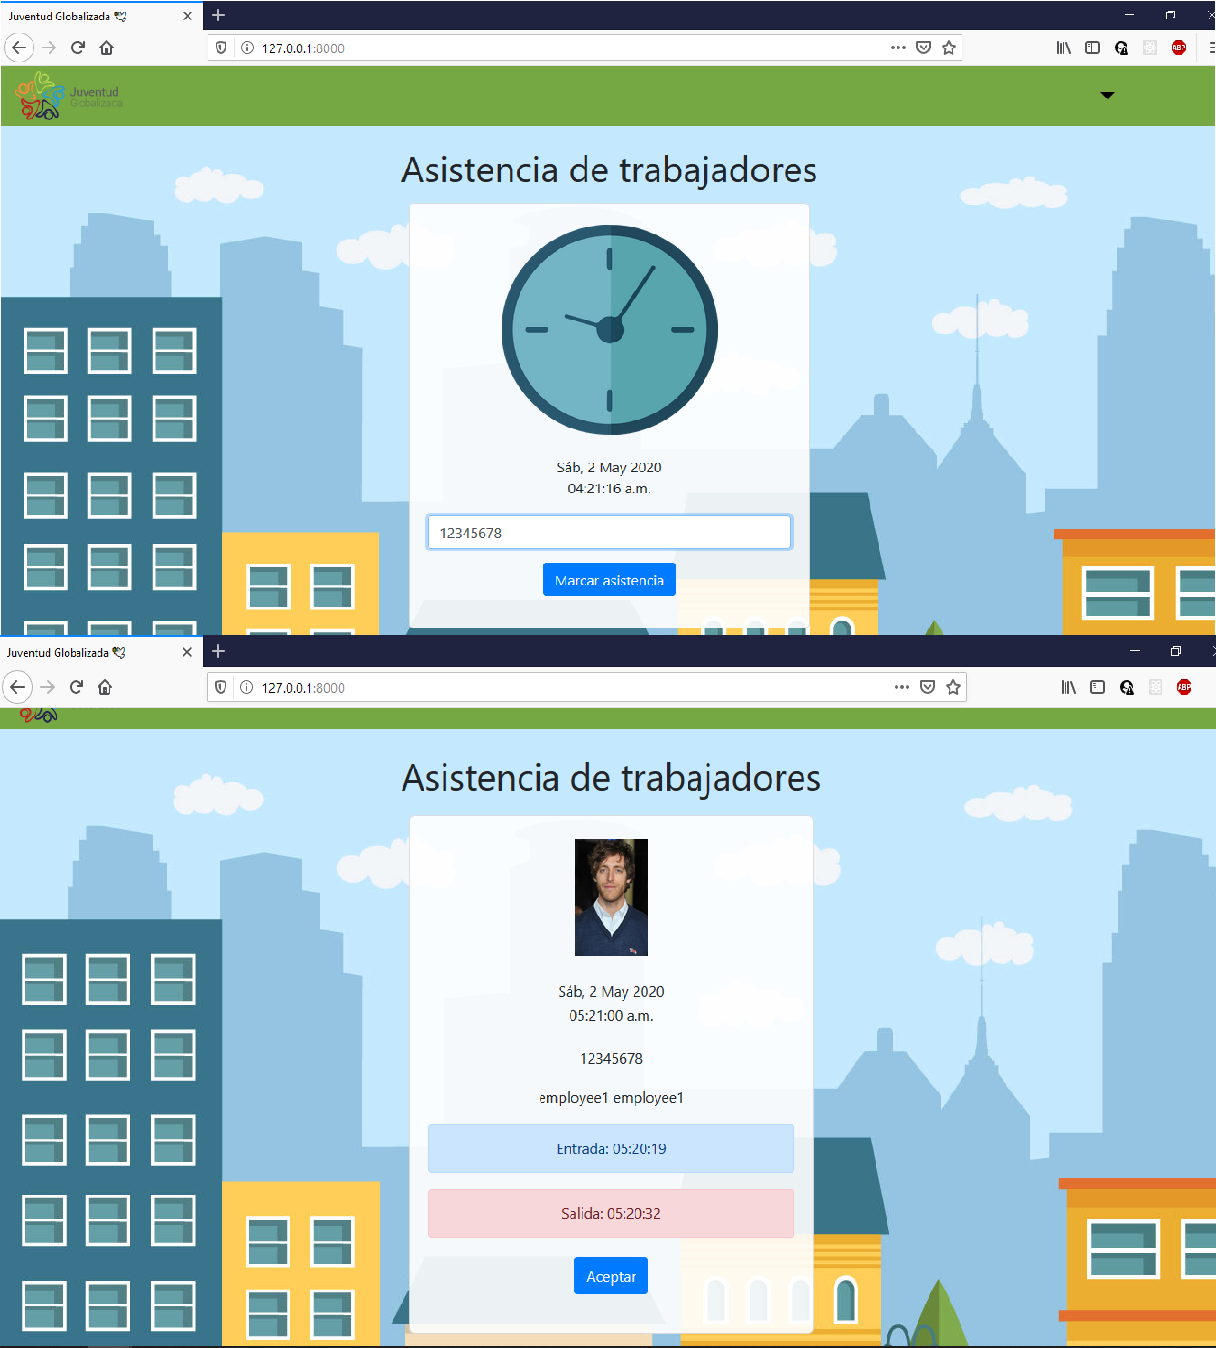 Juventud Globalizada
127.0.0.1:8000
ABP
Juventud
Globalizada
Asistencia de trabajadores
Sáb, 2 May 2020
04:21:16 a.m.
12345678
Marcar asistencia
Juventud Globalizada
127.0.0.1:8000
ABP
Asistencia de trabajadores
Sáb, 2 May 2020
05:21:00 a.m.
12345678
employee1 employee1
Entrada: 05:20:19
Salida: 05:20:32
Aceptar